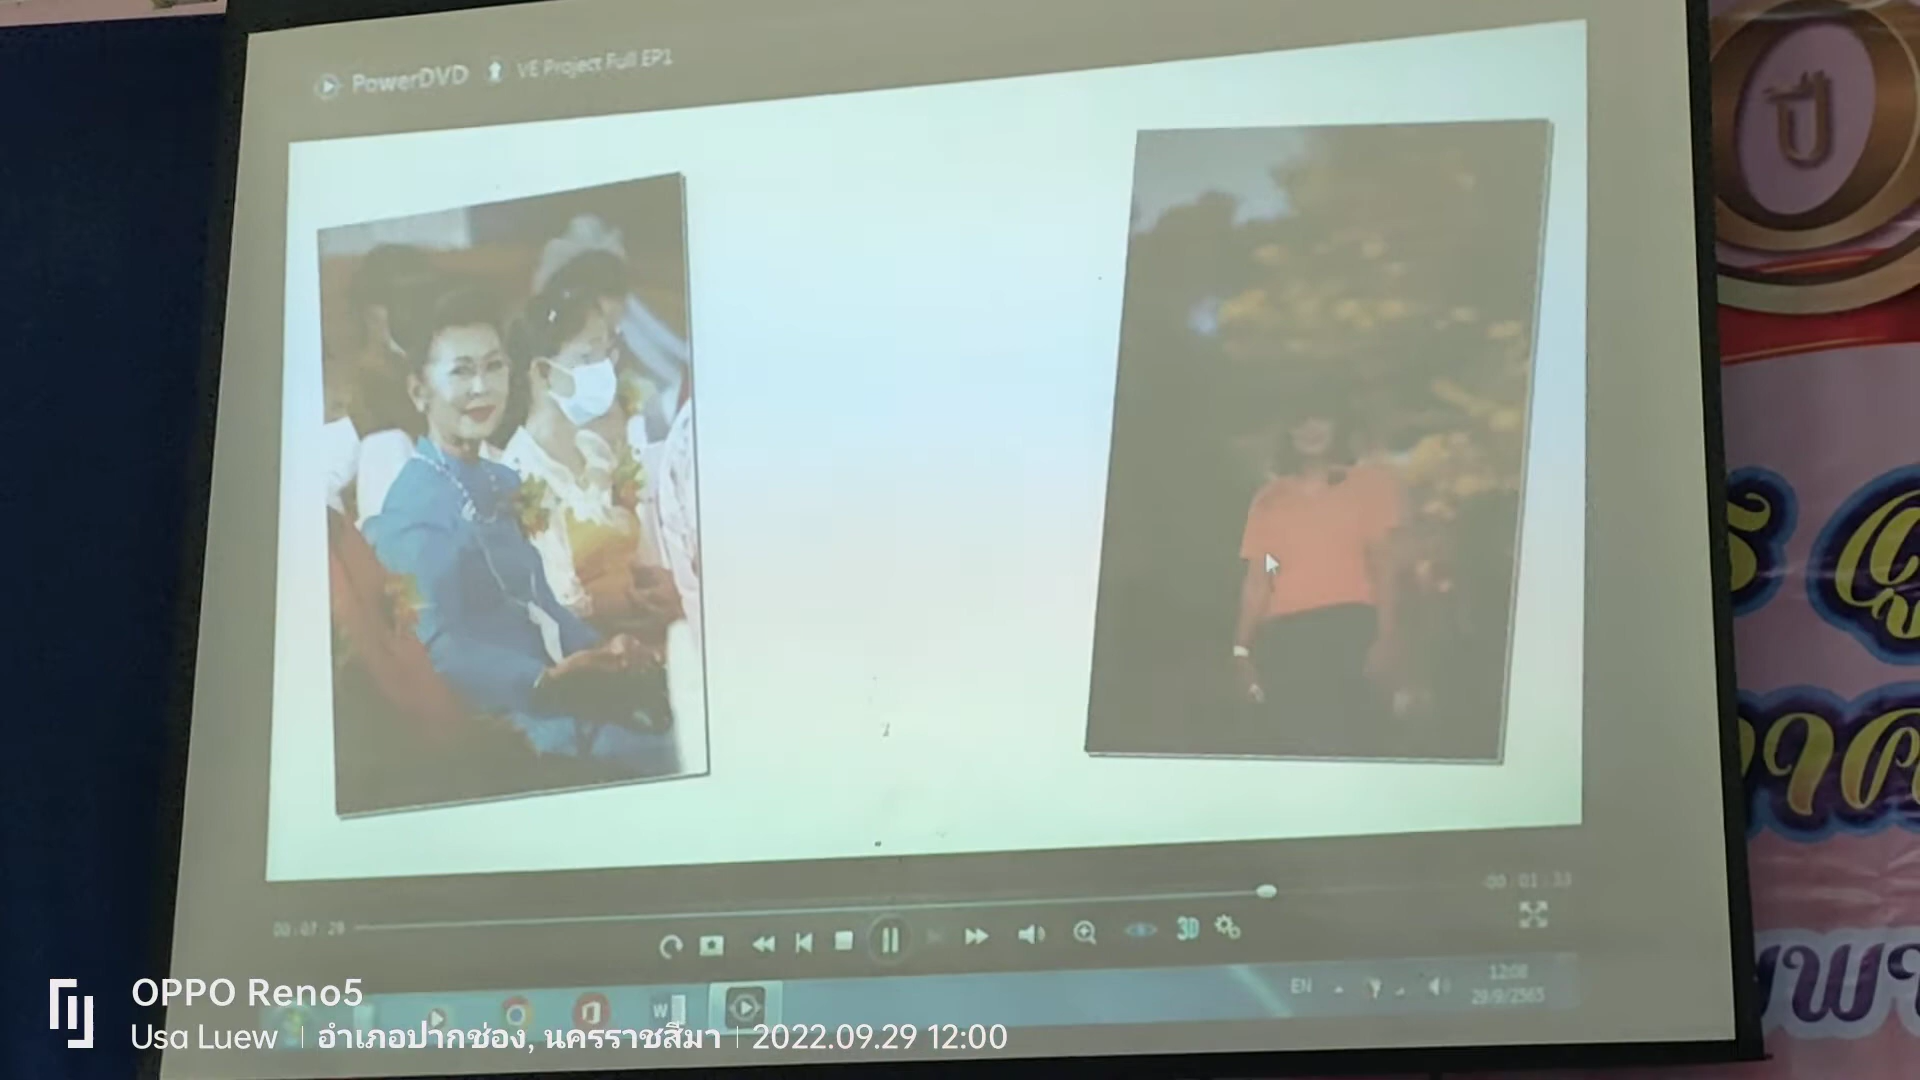 PowerDVD VE Project Full EP1
ปี
00:07:29
00:01:33
3D
EN
12:08
29/9/2565
W
OPPO Reno5
Usa Luew | อำเภอปากช่อง, นครราชสีมา | 2022.09.29 12:00